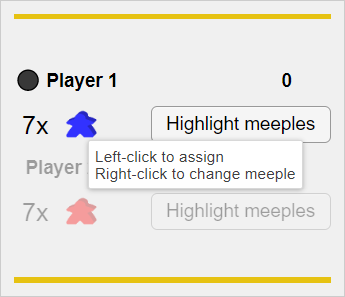 Player 1 0
7x Highlight meeples
Left-click to assign
Right-click to change meeple
Player
7x Highlight meeples